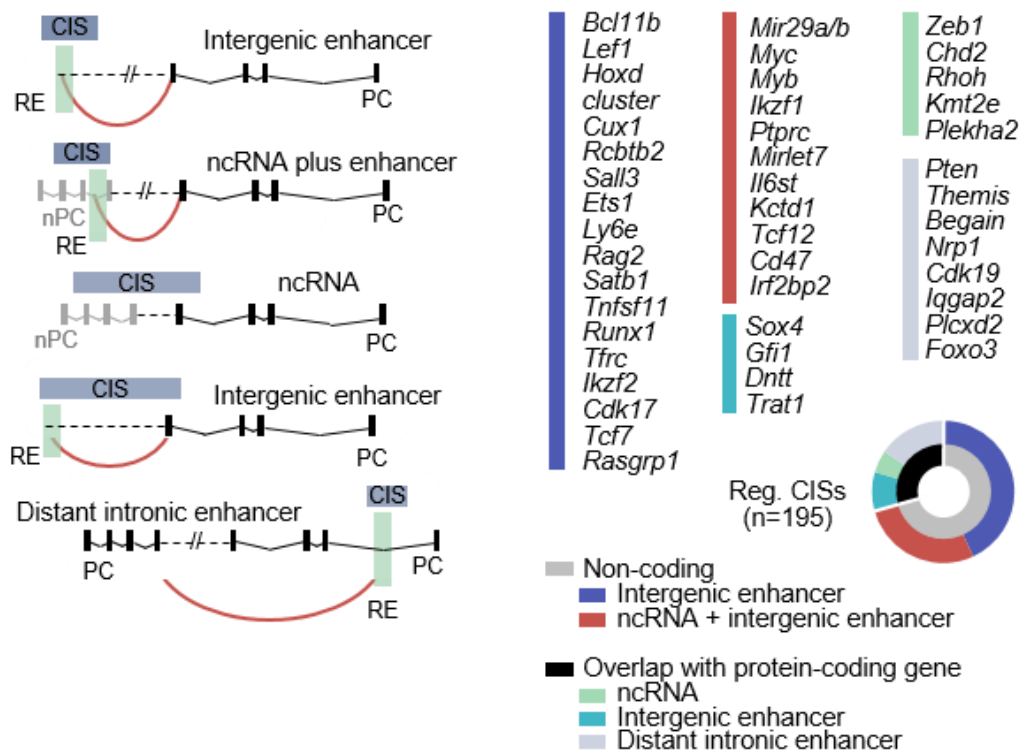 CIS
Intergenic enhancer
//
RE
PC
CIS
ncRNA plus enhancer
//
nPC
RE
PC
CIS
ncRNA
nPC
PC
CIS
Intergenic enhancer
RE
PC
CIS
Distant intronic enhancer
//
PC
PC
RE
Bcl11b
Lef1
Hoxd
cluster
Cux1
Rcbtb2
Sall3
Ets1
Ly6e
Rag2
Satb1
Tnfsf11
Runx1
Tfrc
Ikzf2
Cdk17
Tcf7
Rasgrp1
Mir29a/b
Myc
Myb
Ikzf1
Ptprc
Mirlet7
Il6st
Kctd1
Tcf12
Cd47
Irf2bp2
Sox4
Gfi1
Dntt
Trat1
Zeb1
Chd2
Rhoh
Kmt2e
Plekha2
Pten
Themis
Begain
Nrp1
Cdk19
Iqgap2
Plcxd2
Foxo3
Reg. CISs
(n=195)
Non-coding
Intergenic enhancer
ncRNA + intergenic enhancer
Overlap with protein-coding gene
ncRNA
Intergenic enhancer
Distant intronic enhancer